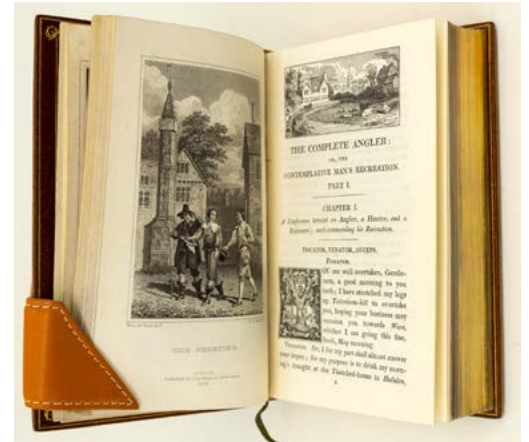 THE GREETING.
THE COMPLETE ANGLER:
OR, THE
CONTEMPLATIVE MAN'S RECREATION.
PART I.
CHAPTER I.
A Conference betwixt an Angler, a Hunter, and a
Falconer; each commending his Recreation.
PISCATOR, VENATOR, AUCEPS.
PISCATOR.
YOU are well overtaken, Gentle-
men, a good morning to you
both; I have stretched my legs
up Tottenham-hill to overtake
you, hoping your business may
occasion you towards Ware,
whither I am going this fine,
fresh, May morning.
VENATOR. Sir, I for my part shall almost answer
your hopes; for my purpose is to drink my morn-
ing's draught at the Thatched-house in Hodsden,